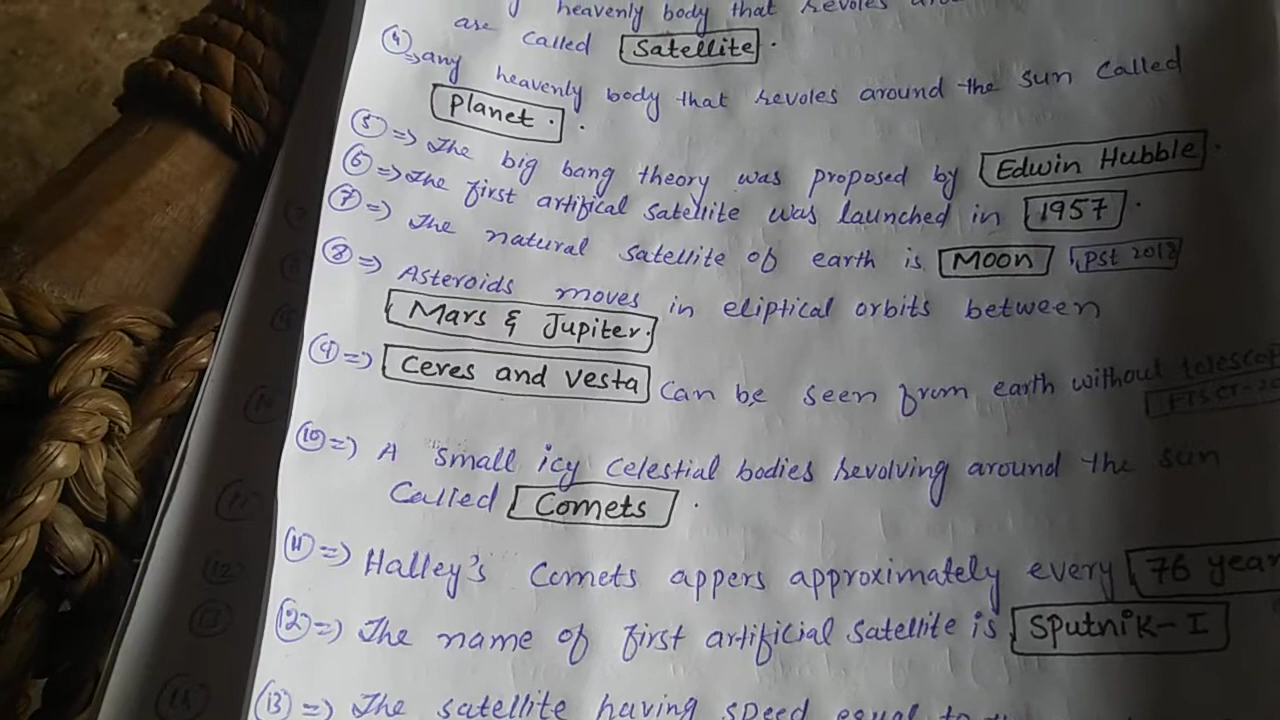 heavenly body that revoles
are called Satellite.
(4) => any heavenly body that revoles around the sun called
Planet.
(5) => The big bang theory was proposed by Edwin Hubble.
(6) => The first artifical satellite was launched in 1957.
(7) => The natural satellite of earth is Moon PST 2018
(8) => Asteroids moves in eliptical orbits between
Mars & Jupiter.
(9) => Ceres and Vesta can be seen from earth without telescop
(10) => A small icy celestial bodies revolving around the sun
called Comets.
(11) => Halley's Comets appers approximately every 76 year
(12) => The name of first artificial satellite is Sputnik-I
(13) => The satellite having speed equal to